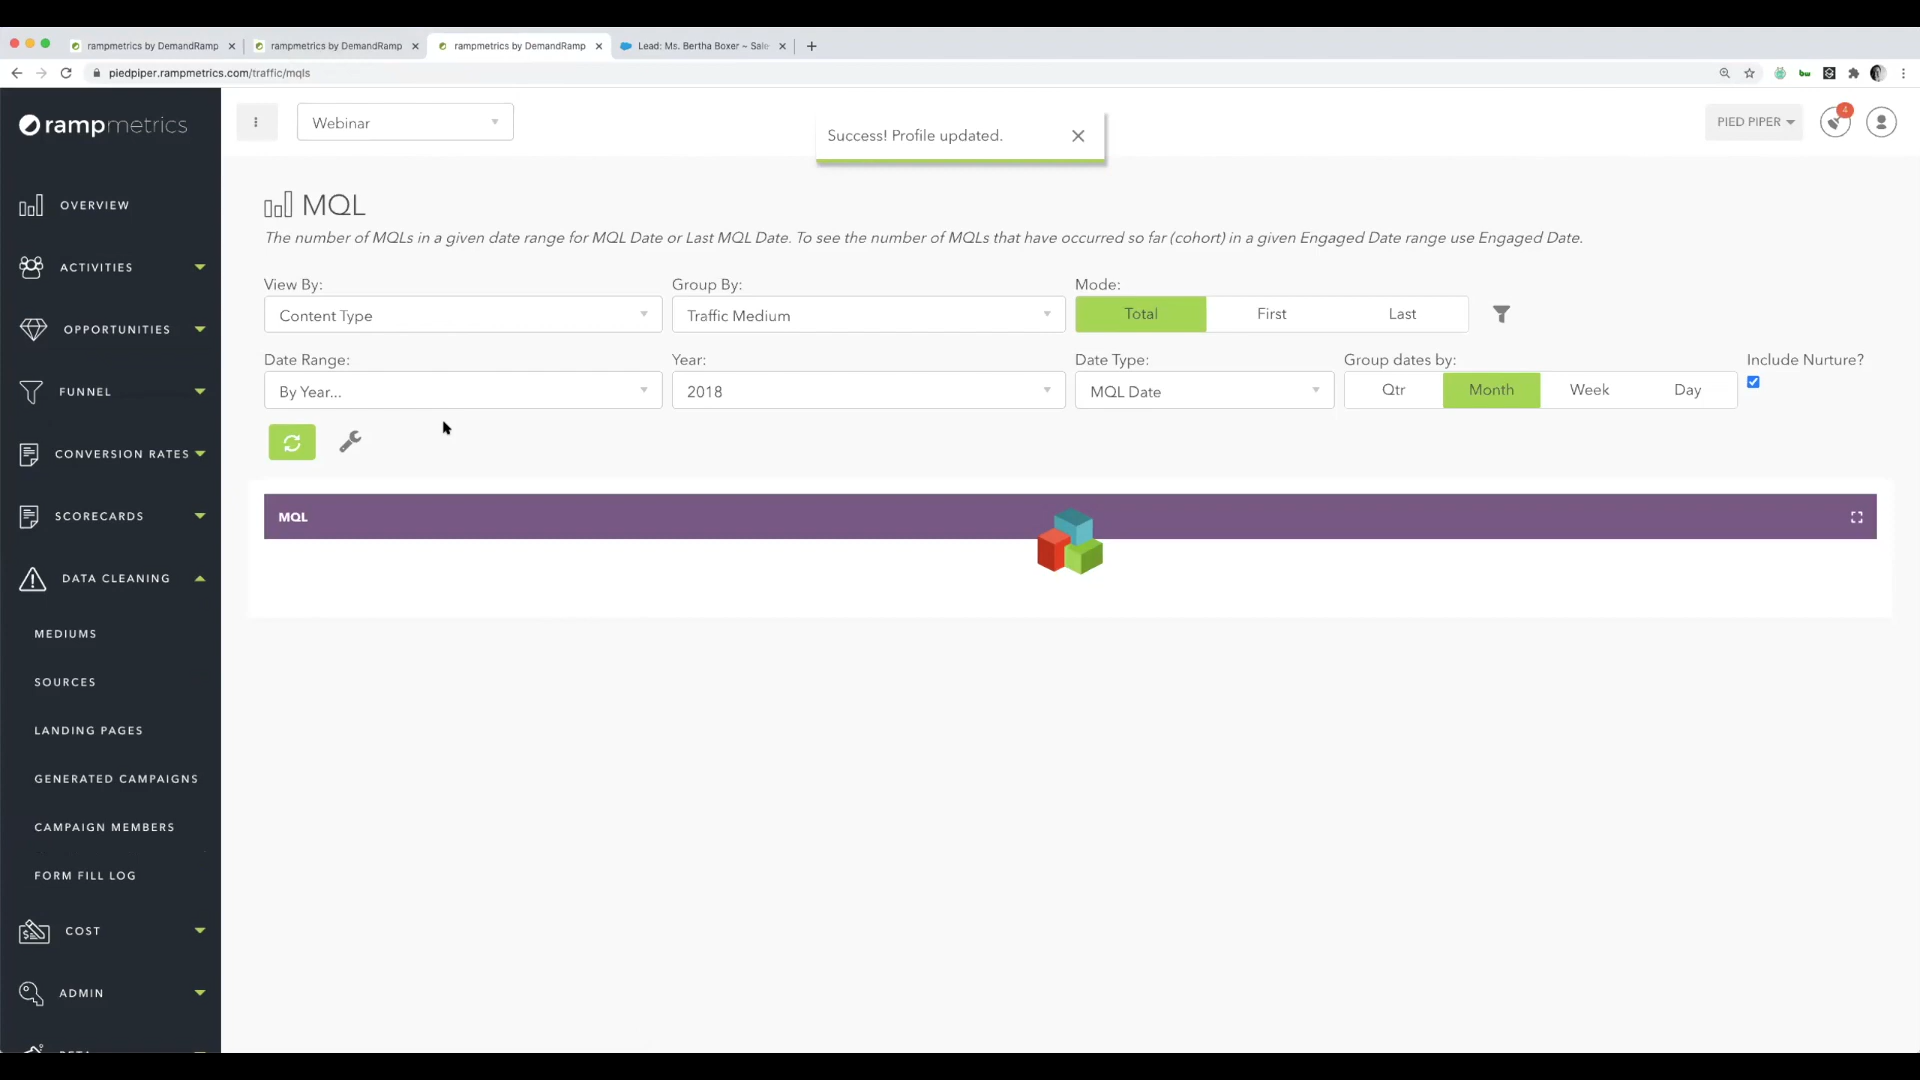 rampmetrics by DemandRamp
rampmetrics by DemandRamp
rampmetrics by DemandRamp
Lead: Ms. Bertha Boxer ~ Sale
piedpiper.rampmetrics.com/traffic/mqls
rampmetrics
Webinar
Success! Profile updated.
PIED PIPER
4
OVERVIEW
ACTIVITIES
OPPORTUNITIES
FUNNEL
CONVERSION RATES
SCORECARDS
DATA CLEANING
MEDIUMS
SOURCES
LANDING PAGES
GENERATED CAMPAIGNS
CAMPAIGN MEMBERS
FORM FILL LOG
COST
ADMIN
MQL
The number of MQLs in a given date range for MQL Date or Last MQL Date. To see the number of MQLs that have occurred so far (cohort) in a given Engaged Date range use Engaged Date.
View By:
Content Type
Group By:
Traffic Medium
Mode:
Total
First
Last
Date Range:
By Year...
Year:
2018
Date Type:
MQL Date
Group dates by:
Qtr
Month
Week
Day
Include Nurture?
MQL